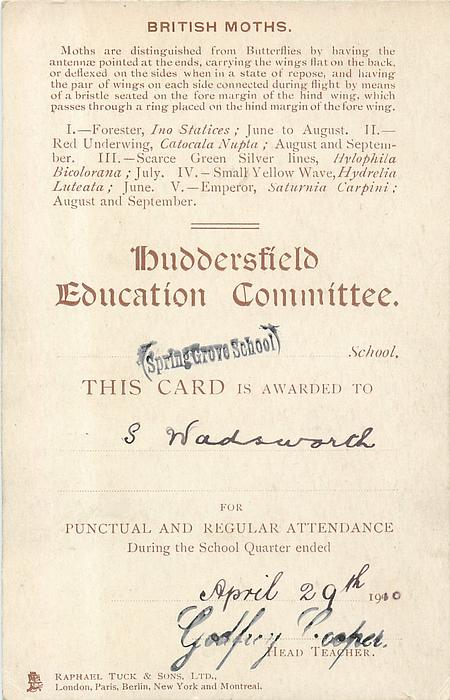 BRITISH MOTHS.
Moths are distinguished from Butterflies by having the
antennæ pointed at the ends, carrying the wings flat on the back,
or deflexed on the sides when in a state of repose, and having
the pair of wings on each side connected during flight by means
of a bristle seated on the fore margin of the hind wing, which
passes through a ring placed on the hind margin of the fore wing.
I.—Forester, Ino Statices; June to August. II.—
Red Underwing, Catocala Nupta; August and Septem-
ber. III.—Scarce Green Silver lines, Hylophila
Bicolorana; July. IV.—Small Yellow Wave, Hydrelia
Luteata; June. V.—Emperor, Saturnia Carpini;
August and September.
Huddersfield
Education Committee.
(Spring Grove School)
School.
THIS CARD IS AWARDED TO
S Wadsworth
FOR
PUNCTUAL AND REGULAR ATTENDANCE
During the School Quarter ended
April 29th 1910
Godfrey Cooper.
HEAD TEACHER.
RAPHAEL TUCK & SONS, LTD.,
London, Paris, Berlin, New York and Montreal.